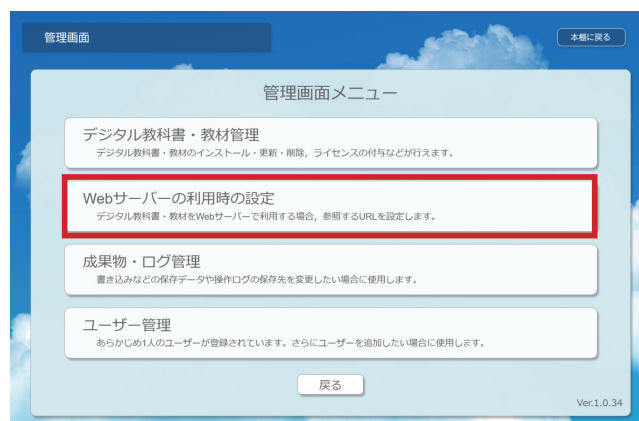 管理画面
本棚に戻る
管理画面メニュー
デジタル教科書・教材管理
デジタル教科書・教材のインストール・更新・削除，ライセンスの付与などが行えます。
Webサーバーの利用時の設定
デジタル教科書・教材をWebサーバーで利用する場合，参照するURLを設定します。
成果物・ログ管理
書き込みなどの保存データや操作ログの保存先を変更したい場合に使用します。
ユーザー管理
あらかじめ1人のユーザーが登録されています。さらにユーザーを追加したい場合に使用します。
戻る
Ver.1.0.34